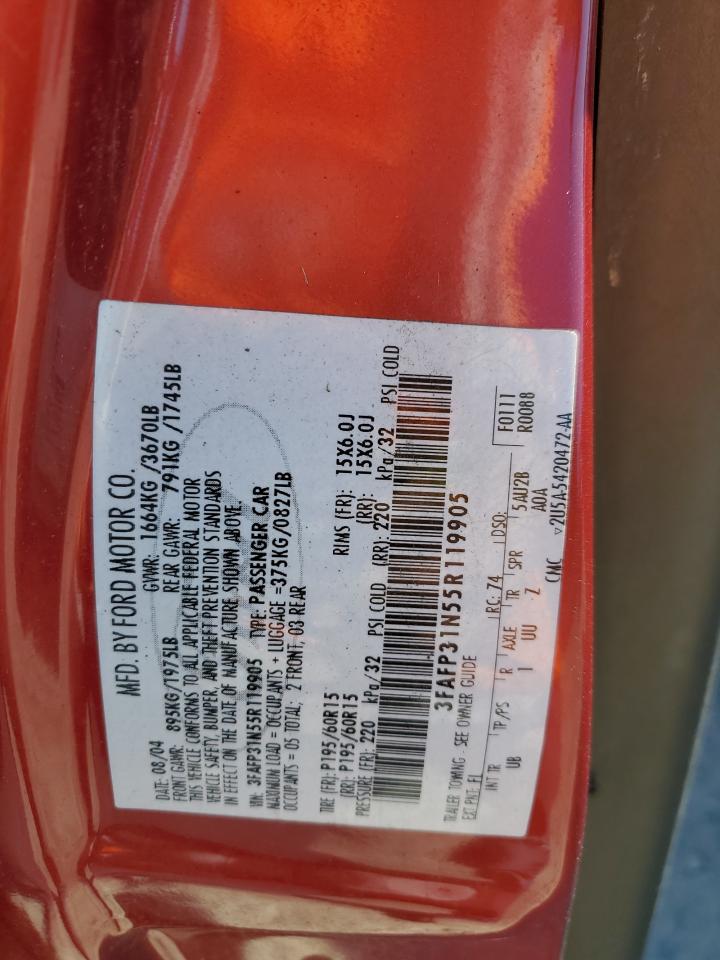 MFD. BY FORD MOTOR CO.
DATE: 08/04 GVWR: 1664KG /3670LB
FRONT GAWR: 895KG/1975LB REAR GAWR: 791KG /1745LB
THIS VEHICLE CONFORMS TO ALL APPLICABLE FEDERAL MOTOR
VEHICLE SAFETY, BUMPER, AND THEFT PREVENTION STANDARDS
IN EFFECT ON THE DATE OF MANUFACTURE SHOWN ABOVE.
VIN: 3FAFP31N55R119905 TYPE: PASSENGER CAR
MAXIMUM LOAD = OCCUPANTS + LUGGAGE =375KG/0827LB
OCCUPANTS = 05 TOTAL; 2 FRONT, 03 REAR
TIRE (FR): P195/60R15 RIMS (FR): 15X6.0J
(RR): P195/60R15 (RR): 15X6.0J
PRESSURE (FR): 220 kPa/32 PSI COLD (RR): 220 kPa/32 PSI COLD
3FAFP31N55R119905
TRAILER TOWING - SEE OWNER GUIDE
EXT PNT: EL RC: 74 DSO: F0111
INT TR TP/PS R AXLE TR SPR 5AU2B R0088
UB 1 UU Z A0A
CMC V2U5A-5420472-AA